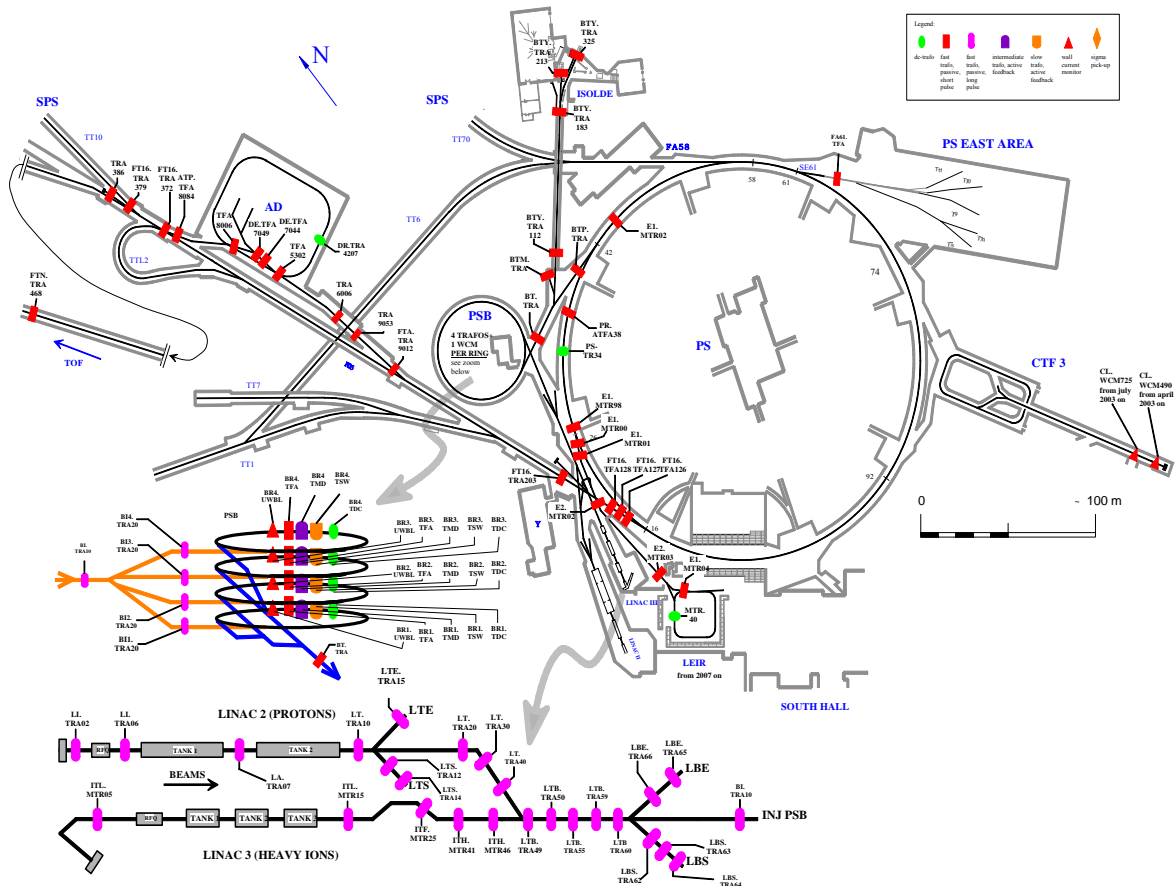 N
SPS
TT10
TRA
386
FT16.
TRA
379
FT16.
TRA
372
ATP.
TFA
8084
AD
TFA
8006
DE.TFA
7049
DE.TFA
7044
TFA
5302
DR.TRA
4207
TTL2
TRA
6006
TRA
9053
FTA.
TRA
9012
FTN.
TRA
468
TOF
SPS
TT70
TT6
TT7
TT1
BTY.
TRA
213
BTY.
TRA
325
ISOLDE
BTY.
TRA
183
FA58
BTY.
TRA
112
BTP.
TRA
BTM.
TRA
BT.
TRA
E1.
MTR02
42
PR.
ATFA38
PS-
TR34
PSB
4 TRAFOS
1 WCM
PER RING
see zoom
below
PS
58
61
SE61
FA61.
TFA
PS EAST AREA
T11
T10
T9
74
92
16
26
Legend:
dc-trafo
fast
trafo,
passive,
short
pulse
fast
trafo,
passive,
long
pulse
intermediate
trafo, active
feedback
slow
trafo,
active
feedback
wall
current
monitor
sigma
pick-up
CTF 3
CL.
WCM725
from july
2003 on
CL.
WCM490
from april
2003 on
0
~ 100 m
E1.
MTR98
E1.
MTR00
E1.
MTR01
FT16.
TRA203
FT16.
TFA128
FT16.
TFA127
FT16.
TFA126
E2.
MTR02
Y
E2.
MTR03
E1.
MTR04
MTR.
40
LINAC III
LINAC II
LEIR
from 2007 on
SOUTH HALL
PSB
BR4.
UWBL
BR4.
TFA
BR4
TMD
BR4.
TSW
BR4.
TDC
BR3.
UWBL
BR3.
TFA
BR3.
TMD
BR3.
TSW
BR3.
TDC
BR2.
UWBL
BR2.
TFA
BR2.
TMD
BR2.
TSW
BR2.
TDC
BR1.
UWBL
BR1.
TFA
BR1.
TMD
BR1.
TSW
BR1.
TDC
BI.
TRA10
BI4.
TRA20
BI3.
TRA20
BI2.
TRA20
BI1.
TRA20
BT.
TRA
LINAC 2 (PROTONS)
LI.
TRA02
LI.
TRA06
RFQ
TANK 1
TANK 2
LA.
TRA07
LT.
TRA10
LTE.
TRA15
LTE
LTS.
TRA12
LTS
LTS.
TRA14
LT.
TRA20
LT.
TRA30
LT.
TRA40
BEAMS
ITL.
MTR05
RFQ
TANK 1
TANK 2
TANK 3
ITL.
MTR15
ITF.
MTR25
ITH.
MTR41
ITH.
MTR46
LTB.
TRA49
LTB.
TRA50
LTB.
TRA55
LTB.
TRA59
LTB
TRA60
LBE.
TRA66
LBE.
TRA65
LBE
BI.
TRA10
INJ PSB
LBS.
TRA62
LBS.
TRA63
LBS
LBS.
TRA64
LINAC 3 (HEAVY IONS)